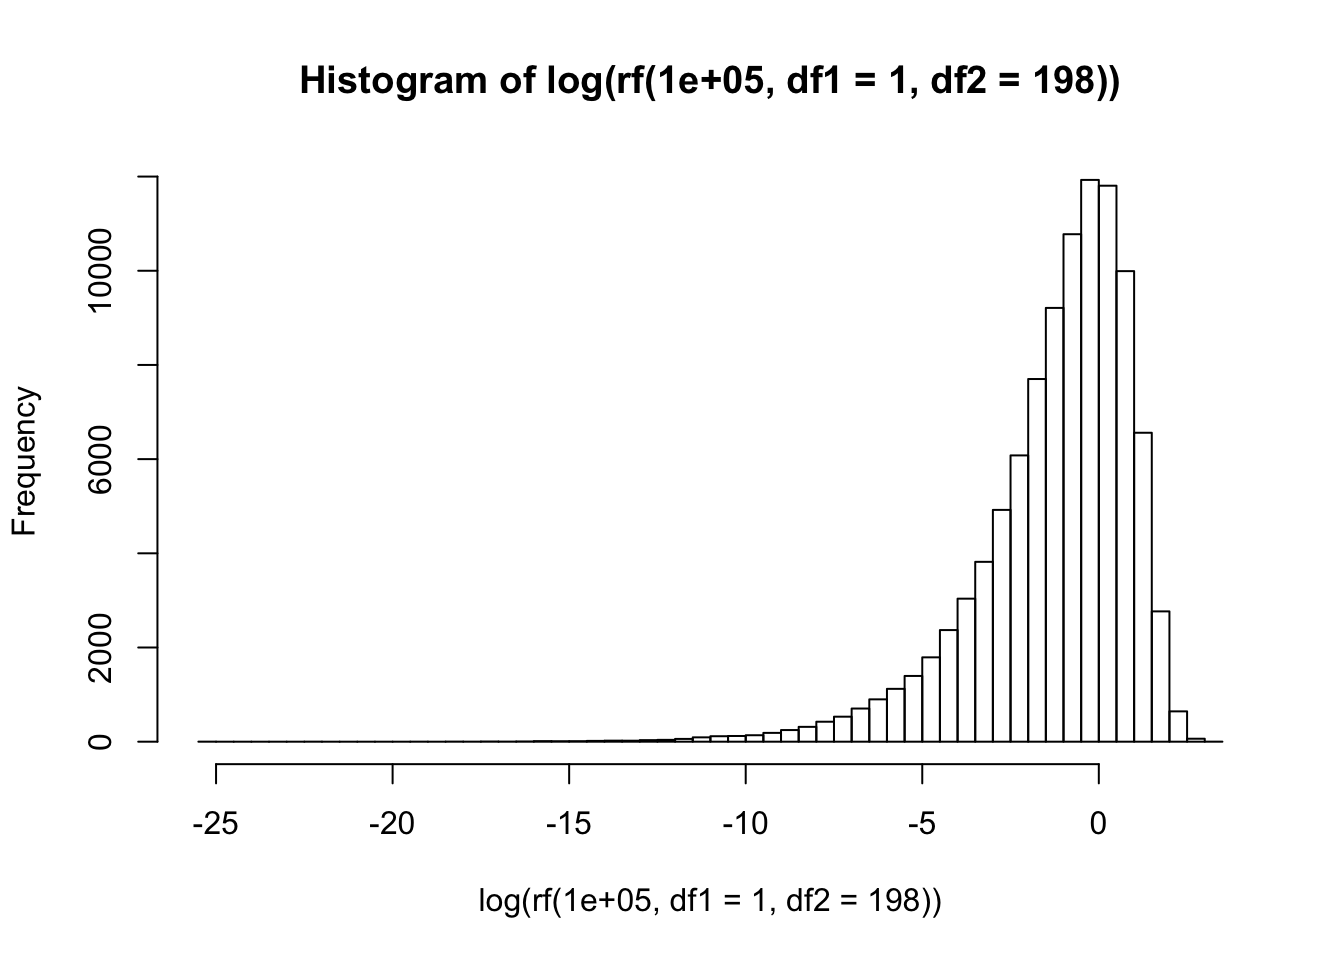 Histogram of log(rf(1e+05, df1 = 1, df2 = 198))
Frequency
10000
6000
2000
0
-25 -20 -15 -10 -5 0
log(rf(1e+05, df1 = 1, df2 = 198))